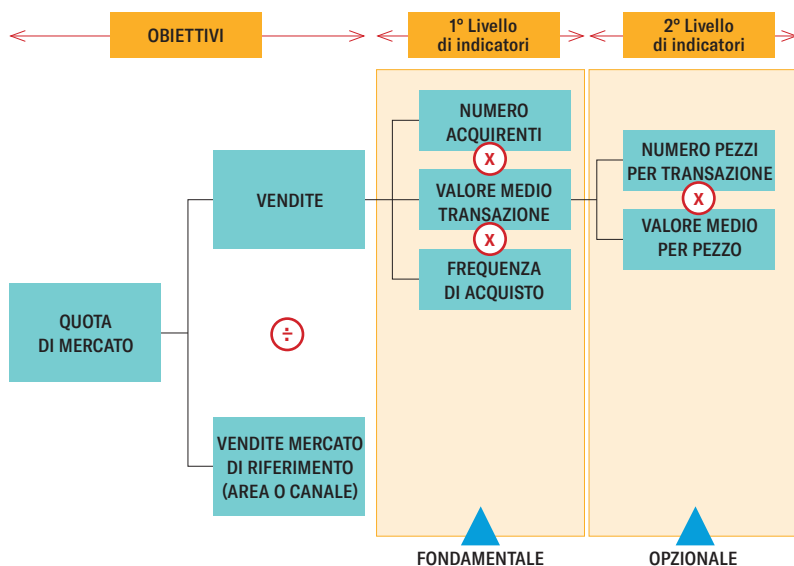 OBIETTIVI
1° Livello
di indicatori
2° Livello
di indicatori
NUMERO
ACQUIRENTI
X
VALORE MEDIO
TRANSAZIONE
X
FREQUENZA
DI ACQUISTO
NUMERO PEZZI
PER TRANSAZIONE
X
VALORE MEDIO
PER PEZZO
VENDITE
QUOTA
DI MERCATO
÷
VENDITE MERCATO
DI RIFERIMENTO
(AREA O CANALE)
FONDAMENTALE
OPZIONALE